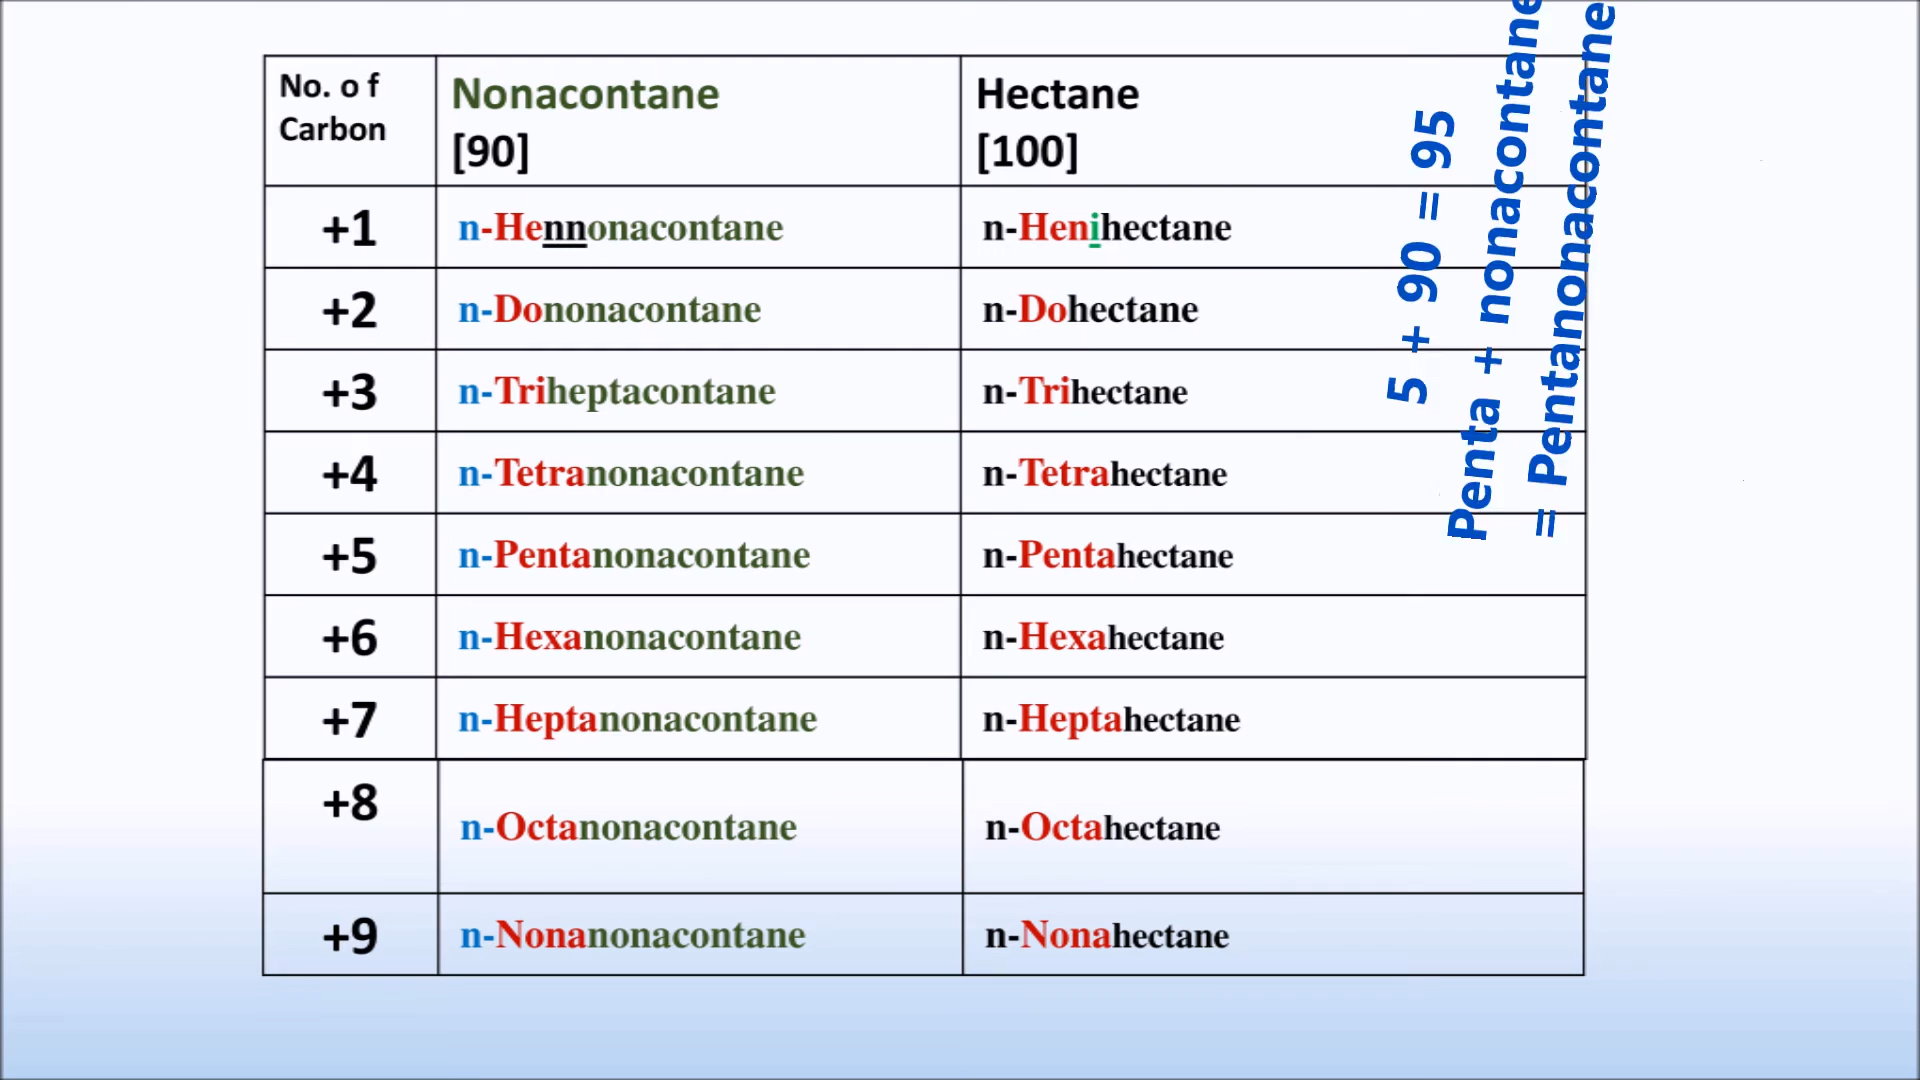 No. o f Carbon
Nonacontane [90]
Hectane [100]
+1 n-Hennonacontane n-Henihectane
+2 n-Dononacontane n-Dohectane
+3 n-Triheptacontane n-Trihectane
+4 n-Tetranonacontane n-Tetrahectane
+5 n-Pentanonacontane n-Pentahectane
+6 n-Hexanonacontane n-Hexahectane
+7 n-Heptanonacontane n-Heptahectane
+8 n-Octanonacontane n-Octahectane
+9 n-Nonanonacontane n-Nonahectane
5 + 90 = 95
Penta + nonacontane
= Pentanonacontane